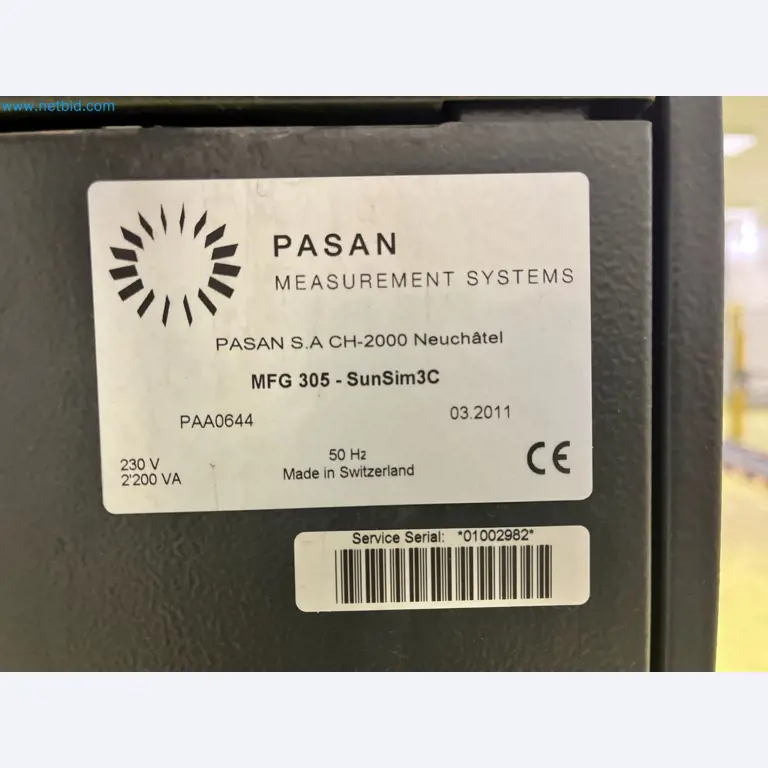 www.netbid.com
PASAN
MEASUREMENT SYSTEMS
PASAN S.A CH-2000 Neuchâtel
MFG 305 - SunSim3C
PAA0644
03.2011
230 V
50 Hz
2'200 VA
Made in Switzerland
CE
Service Serial: *01002982*